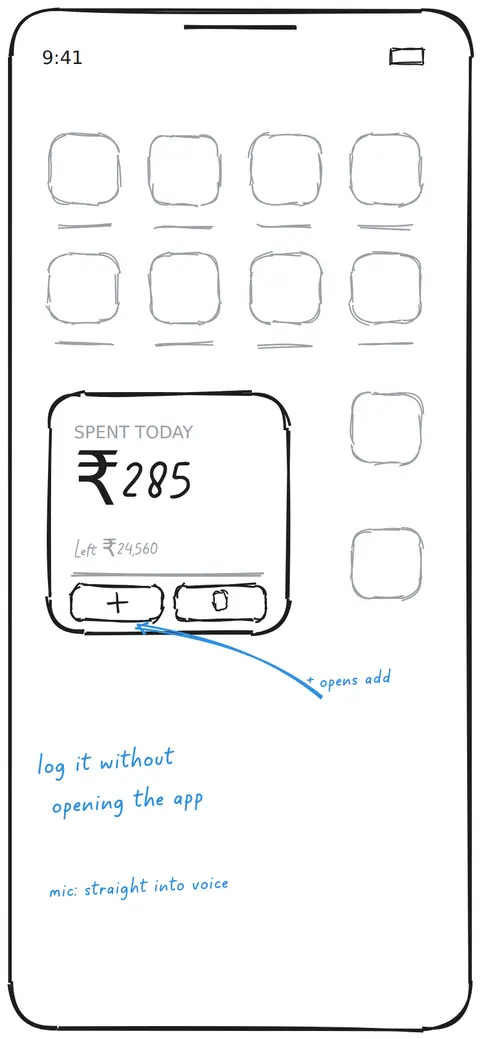 9:41
SPENT TODAY
₹285
Left ₹24,560
+
+ opens add
log it without
opening the app
mic: straight into voice